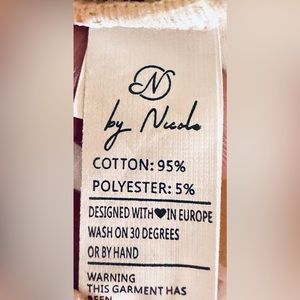 N
by Nicole
COTTON: 95%
POLYESTER: 5%
DESIGNED WITH♥IN EUROPE
WASH ON 30 DEGREES
OR BY HAND
WARNING
THIS GARMENT HAS
BEEN